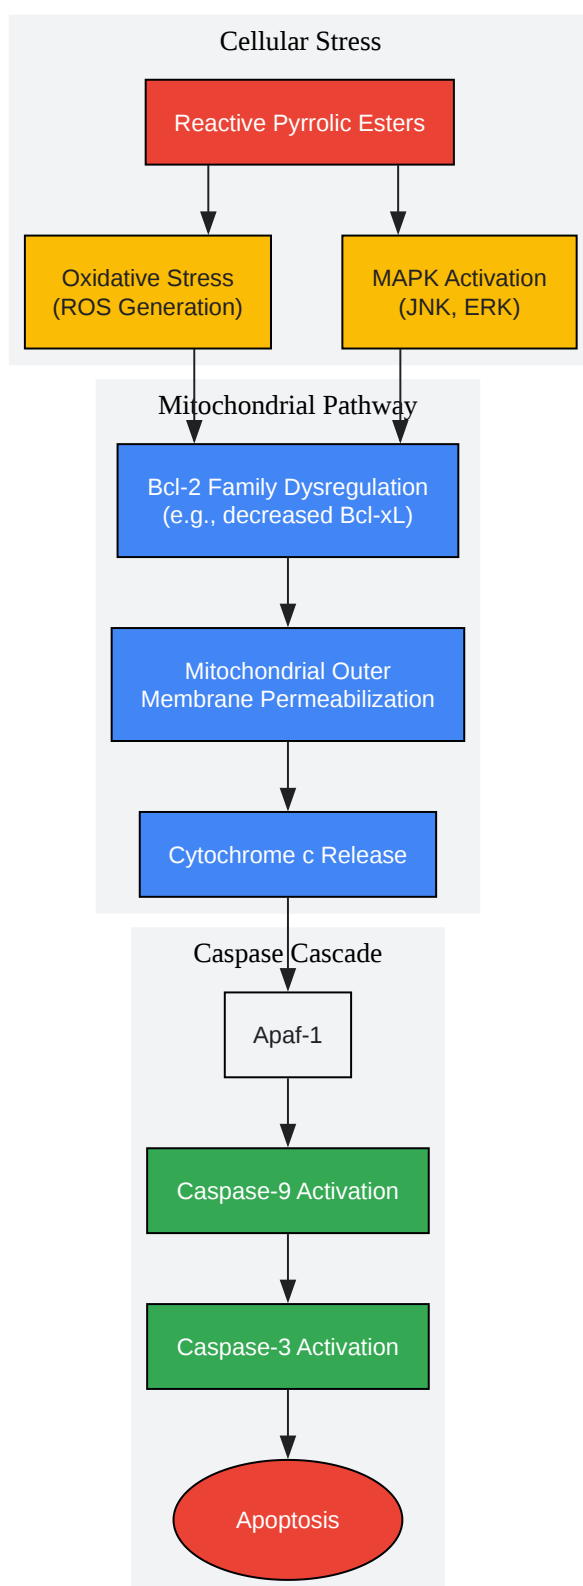 Cellular Stress
Reactive Pyrrolic Esters
Oxidative Stress
(ROS Generation)
MAPK Activation
(JNK, ERK)
Mitochondrial Pathway
Bcl-2 Family Dysregulation
(e.g., decreased Bcl-xL)
Mitochondrial Outer
Membrane Permeabilization
Cytochrome c Release
Caspase Cascade
Apaf-1
Caspase-9 Activation
Caspase-3 Activation
Apoptosis